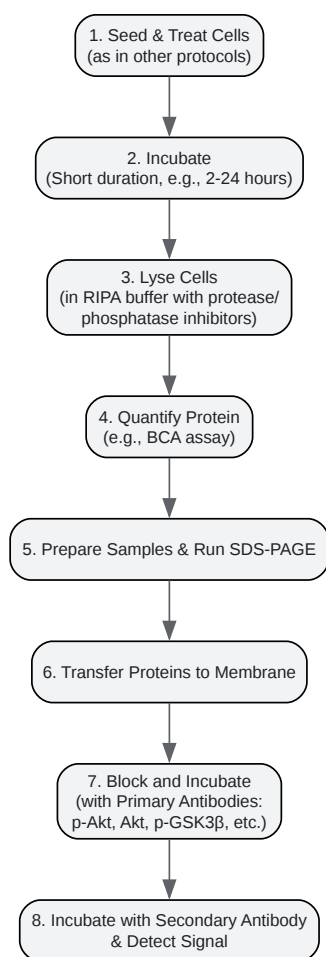 1. Seed & Treat Cells
(as in other protocols)
2. Incubate
(Short duration, e.g., 2-24 hours)
3. Lyse Cells
(in RIPA buffer with protease/
phosphatase inhibitors)
4. Quantify Protein
(e.g., BCA assay)
5. Prepare Samples & Run SDS-PAGE
6. Transfer Proteins to Membrane
7. Block and Incubate
(with Primary Antibodies:
p-Akt, Akt, p-GSK3β, etc.)
8. Incubate with Secondary Antibody
& Detect Signal